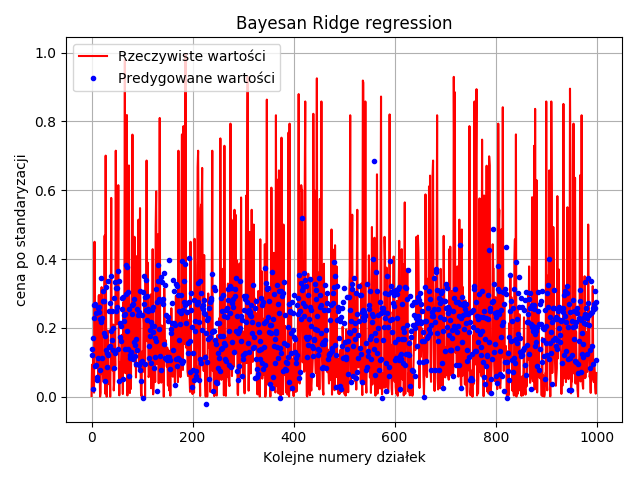 Bayesan Ridge regression
Rzeczywiste wartości
Predygowane wartości
cena po standaryzacji
1.0
0.8
0.6
0.4
0.2
0.0
0 200 400 600 800 1000
Kolejne numery działek